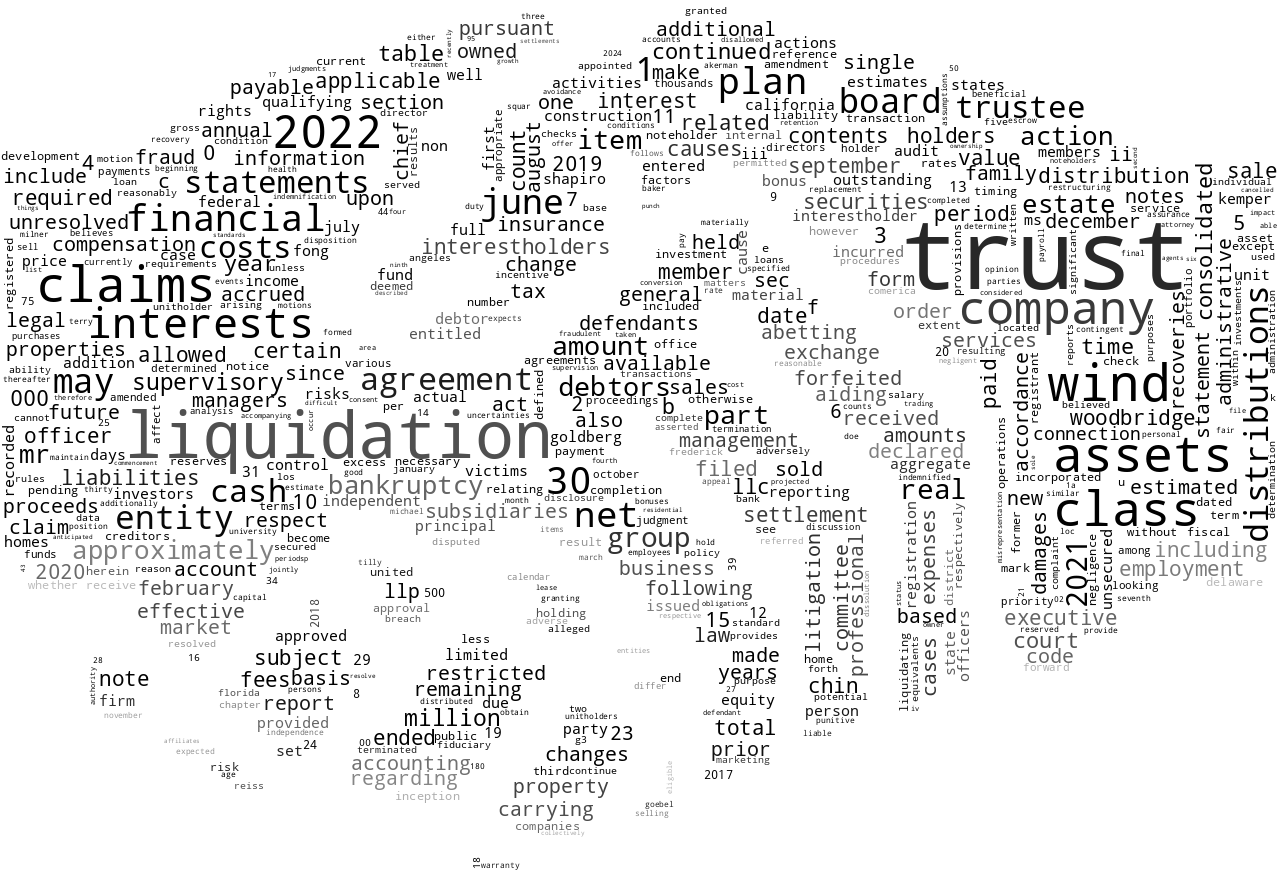 three
granted
pursuant
additional
either
95
settlements
recently
accounts
disallowed
table
owned
continued
actions
reference
2024
akerman
amendment
current
treatment
growth
appointed
1
make
single
17
judgments
payable
applicable
well
activities
thousands
plan
estimates
50
states
avoidance
beneficial
qualifying
section
squar
one
interest
california
board
trustee
assumptions
rights
director
construction
11
related
liability
transaction
five
escrow
gross
annual
2022
conditions
retention
recovery
condition
chief
results
non
first
appropriate
count
august
checks
item
noteholder
internal
contents
holders
action
offer
ownership
development
4
motion
fraud
0
information
follows
causes
iii
directors
holder
audit
members
ii
second
2019
value
noteholders
include
payments
beginning
health
entered
permitted
september
rates
family
distribution
sale
loan
c
statements
served
shapiro
factors
bonus
outstanding
13
timing
restructuring
individual
cancelled
required
reasonably
federal
indemnification
upon
june
7
base
baker
9
replacement
securities
completed
estate
notes
kemper
things
44
four
duty
punch
interestholder
period
ms
december
service
assurance
5
impact
unresolved
financial
july
full
insurance
materially
however
determine
written
attorney
able
milner
believes
standards
disposition
held
cause
3
trust
asset
sell
compensation
costs
fong
interestholders
pay
investment
e
loans
incurred
provisions
payroll
significant
final
except
registered
price
case
year
angeles
change
member
specified
procedures
opinion
agents
six
used
list
currently
requirements
unless
ninth
incentive
conversion
matters
sec
form
parties
unit
75
claims
events
income
fund
deemed
described
tax
general
rate
material
comerica
considered
portfolio
consolidated
statement
unitholder
arising
accrued
motions
number
included
company
legal
terry
interests
debtor
expects
defendants
date
f
order
located
contingent
purchases
formed
entitled
fraudulent
taken
abetting
extent
services
reports
purposes
properties
allowed
certain
area
amount
office
exchange
20
resulting
time
check
recoveries
administrative
within
investments
distributions
administration
addition
determined
notice
various
agreements
available
reasonable
negligent
ability
since
supervision
transactions
thereafter
may
supervisory
agreement
debtors
sales
cost
forfeited
paid
accordance
registrant
wind
k
000
therefore
amended
managers
risks
consent
actual
act
defined
otherwise
aiding
salary
believed
cannot
future
25
analysis
accompanying
difficult
occur
per
14
uncertainties
2
proceedings
b
trading
woodbridge
file
affect
liquidation
also
complete
part
6
counts
received
connection
personal
fair
officer
goldberg
asserted
termination
doe
mr
maintain
days
payment
management
adversely
amounts
operations
sole
assets
determination
recorded
commencement
reserves
control
excess
necessary
fourth
frederick
declared
rules
liabilities
31
los
good
january
victims
october
filed
sold
aggregate
incorporated
pending
thirty
investors
cash
estimate
bankruptcy
relating
30
completion
appeal
projected
indemnified
u
estimated
proceeds
10
terms
independent
month
disclosure
bonuses
llc
reporting
real
1a
similar
dated
claim
data
position
entity
respect
michael
subsidiaries
net
residential
bank
settlement
new
class
term
homes
anticipated
creditors
university
become
principal
items
judgment
see
discussion
former
loc
without
fiscal
funds
approximately
secured
disputed
result
group
hold
referred
misrepresentation
damages
complaint
2021
negligence
unsecured
among
including
43
2020
herein
reason
account
periodsp
jointly
tilly
march
employees
policy
litigation
committee
professional
dissolution
registration
expenses
district
respectively
mark
employment
whether
receive
february
34
united
calendar
business
39
looking
delaware
capital
llp
500
lease
following
status
21
priority
02
seventh
effective
2018
approval
granting
issued
obligations
12
based
owner
executive
market
breach
holding
adverse
respective
15
standard
reserved
provide
resolved
approved
alleged
law
provides
court
16
less
entities
home
liquidating
equivalents
cases
state
officers
code
28
subject
29
limited
made
forth
forward
authority
note
fees
basis
resolve
restricted
end
years
purpose
chin
firm
florida
persons
8
remaining
differ
27
potential
november
chapter
report
distributed
due
equity
person
iv
provided
million
obtain
two
defendant
punitive
independence
unitholders
total
liable
affiliates
00
ended
public
19
party
23
expected
set
24
terminated
fiduciary
g3
prior
risk
accounting
180
changes
marketing
age
regarding
third
continue
2017
reiss
property
eligible
inception
carrying
goebel
selling
companies
collectively
18
warranty